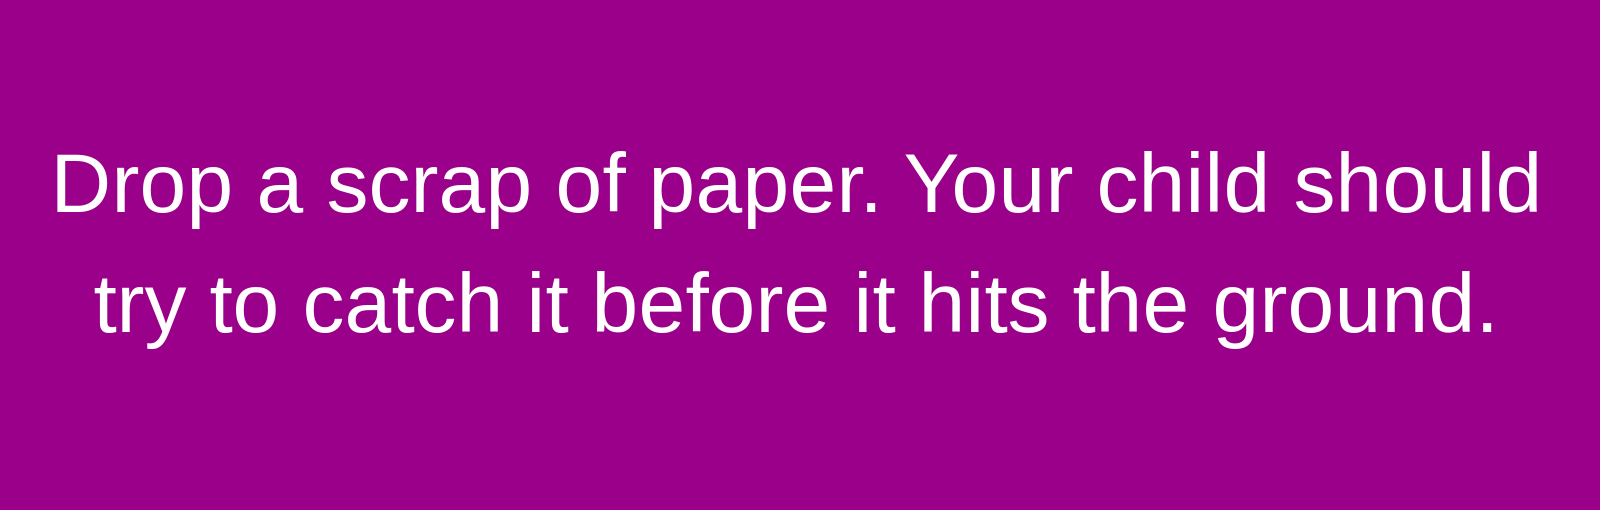 Drop a scrap of paper. Your child should
try to catch it before it hits the ground.